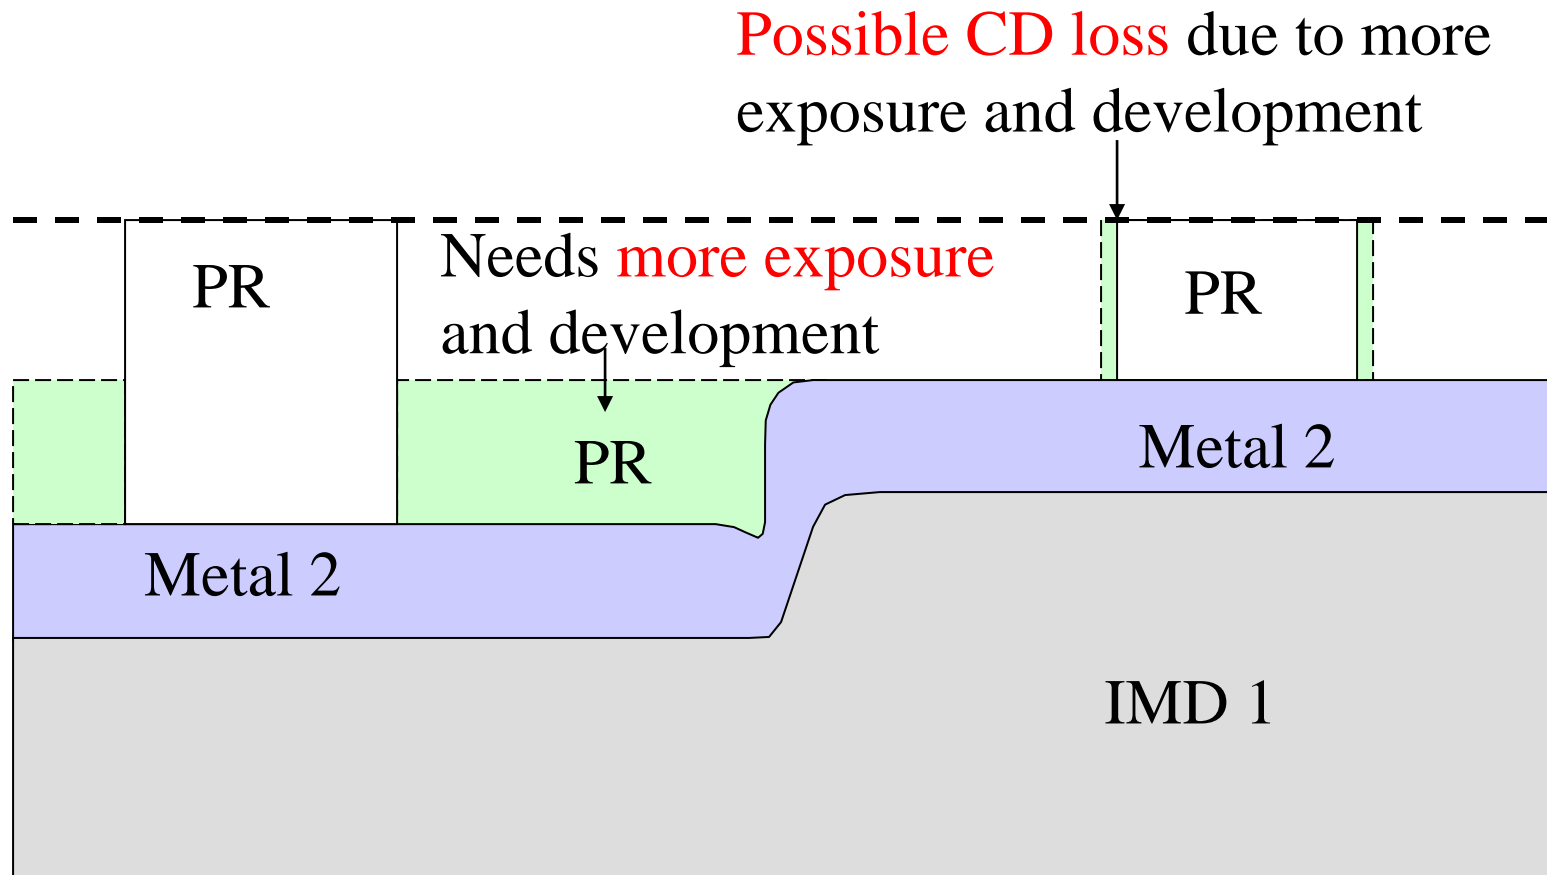 Possible CD loss due to more
exposure and development
PR
Needs more exposure
and development
PR
PR
Metal 2
Metal 2
IMD 1